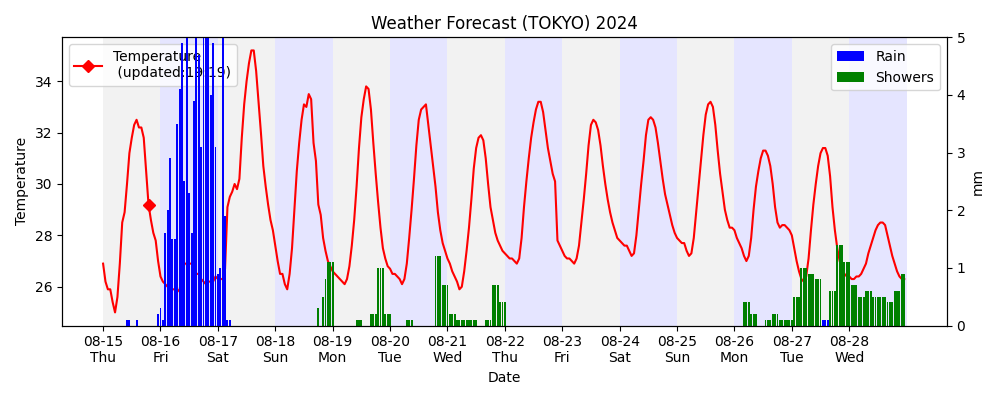 Weather Forecast (TOKYO) 2024
Temperature
(updated:19:19)
Rain
Showers
Temperature
34
32
30
28
26
5
4
3
2
1
0
mm
08-15 08-16 08-17 08-18 08-19 08-20 08-21 08-22 08-23 08-24 08-25 08-26 08-27 08-28
Thu Fri Sat Sun Mon Tue Wed Thu Fri Sat Sun Mon Tue Wed
Date